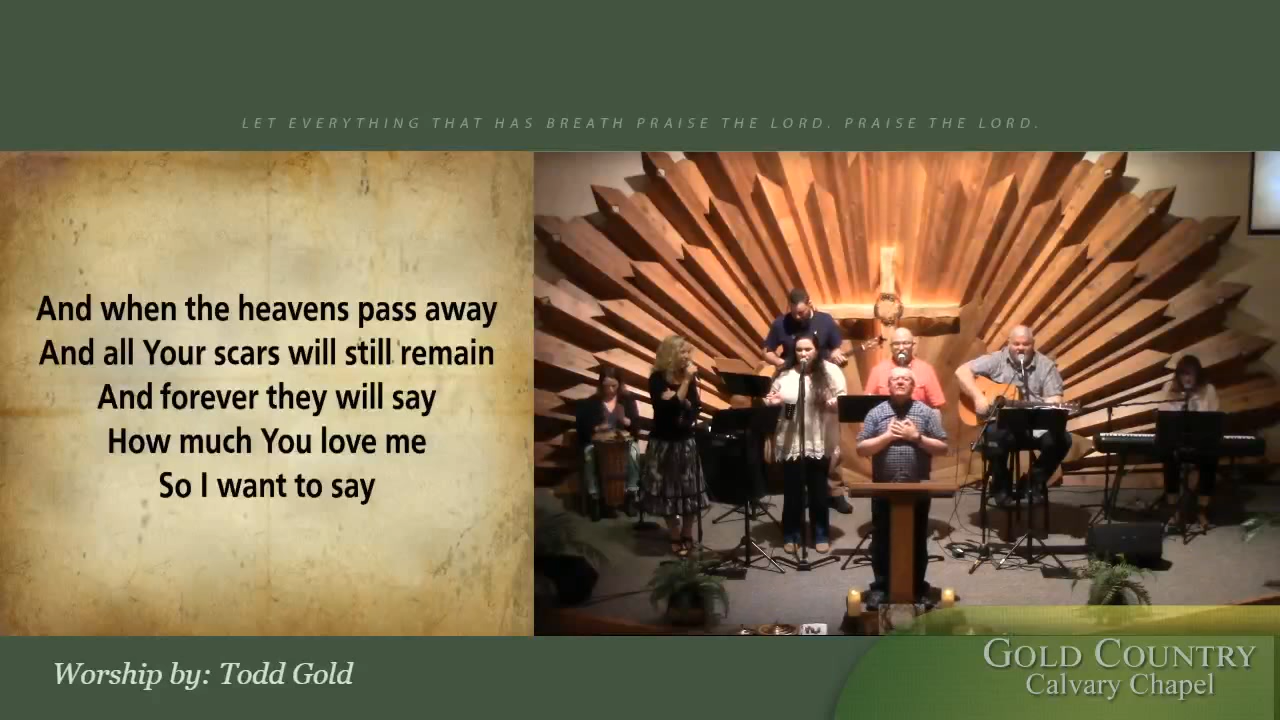 LET EVERYTHING THAT HAS BREATH PRAISE THE LORD. PRAISE THE LORD.
And when the heavens pass away
And all Your scars will still remain
And forever they will say
How much You love me
So I want to say
Worship by: Todd Gold
GOLD COUNTRY
Calvary Chapel